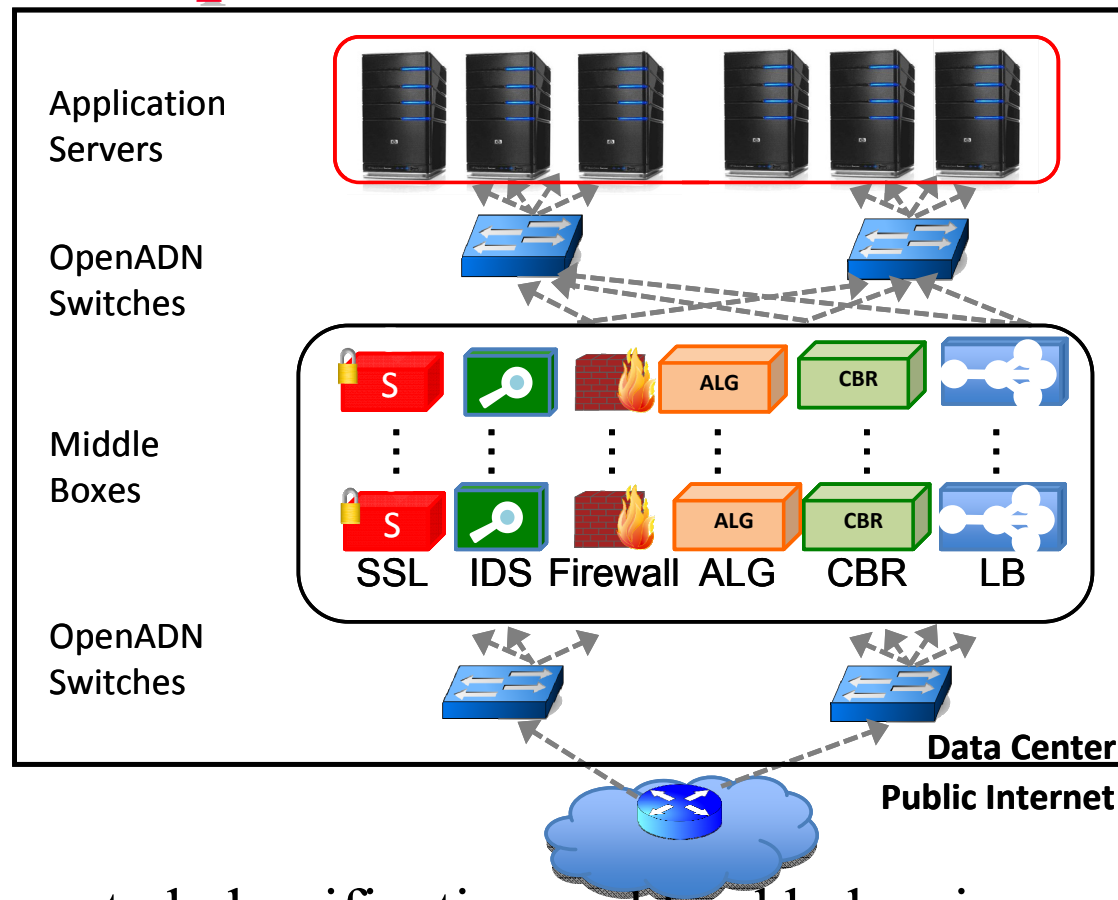 Application
Servers
OpenADN
Switches
S
ALG
CBR
Middle
Boxes
S
ALG
CBR
SSL IDS Firewall ALG CBR LB
OpenADN
Switches
Data Center
Public Internet